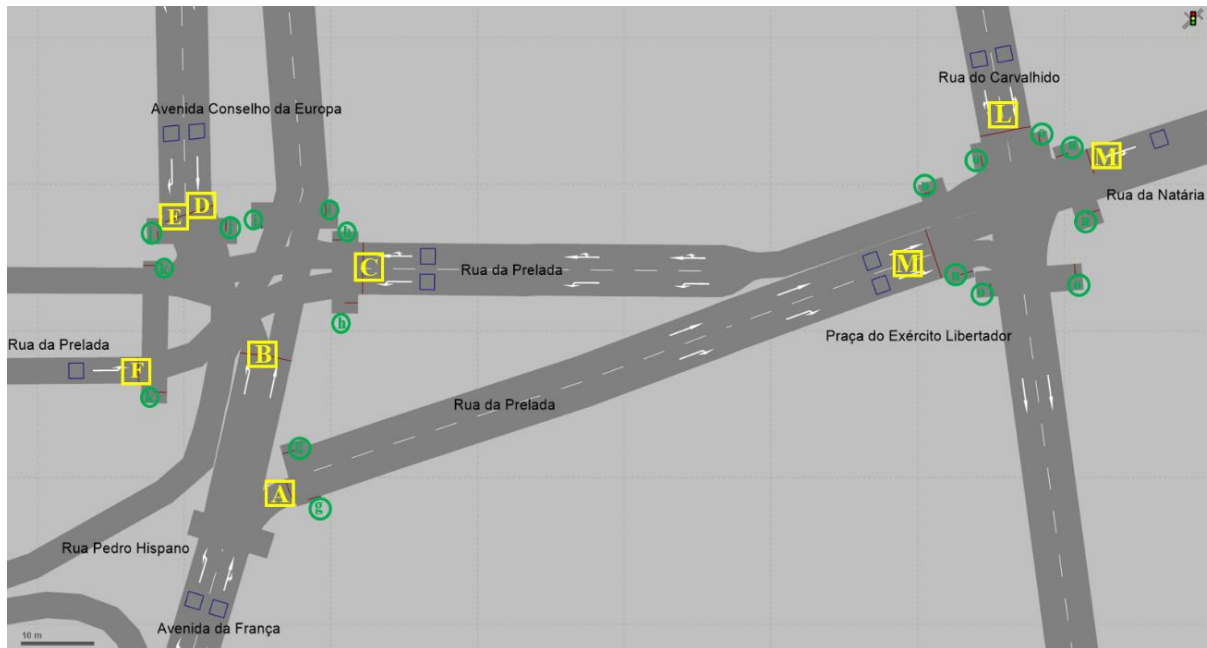 Rua do Carvalhido
Avenida Conselho da Europa
L
M
Rua da Natária
E
D
h
k
C
Rua da Prelada
M
h
Praça do Exército Libertador
Rua da Prelada
F
B
k
Rua da Prelada
g
A
g
Rua Pedro Hispano
Avenida da França
10 m